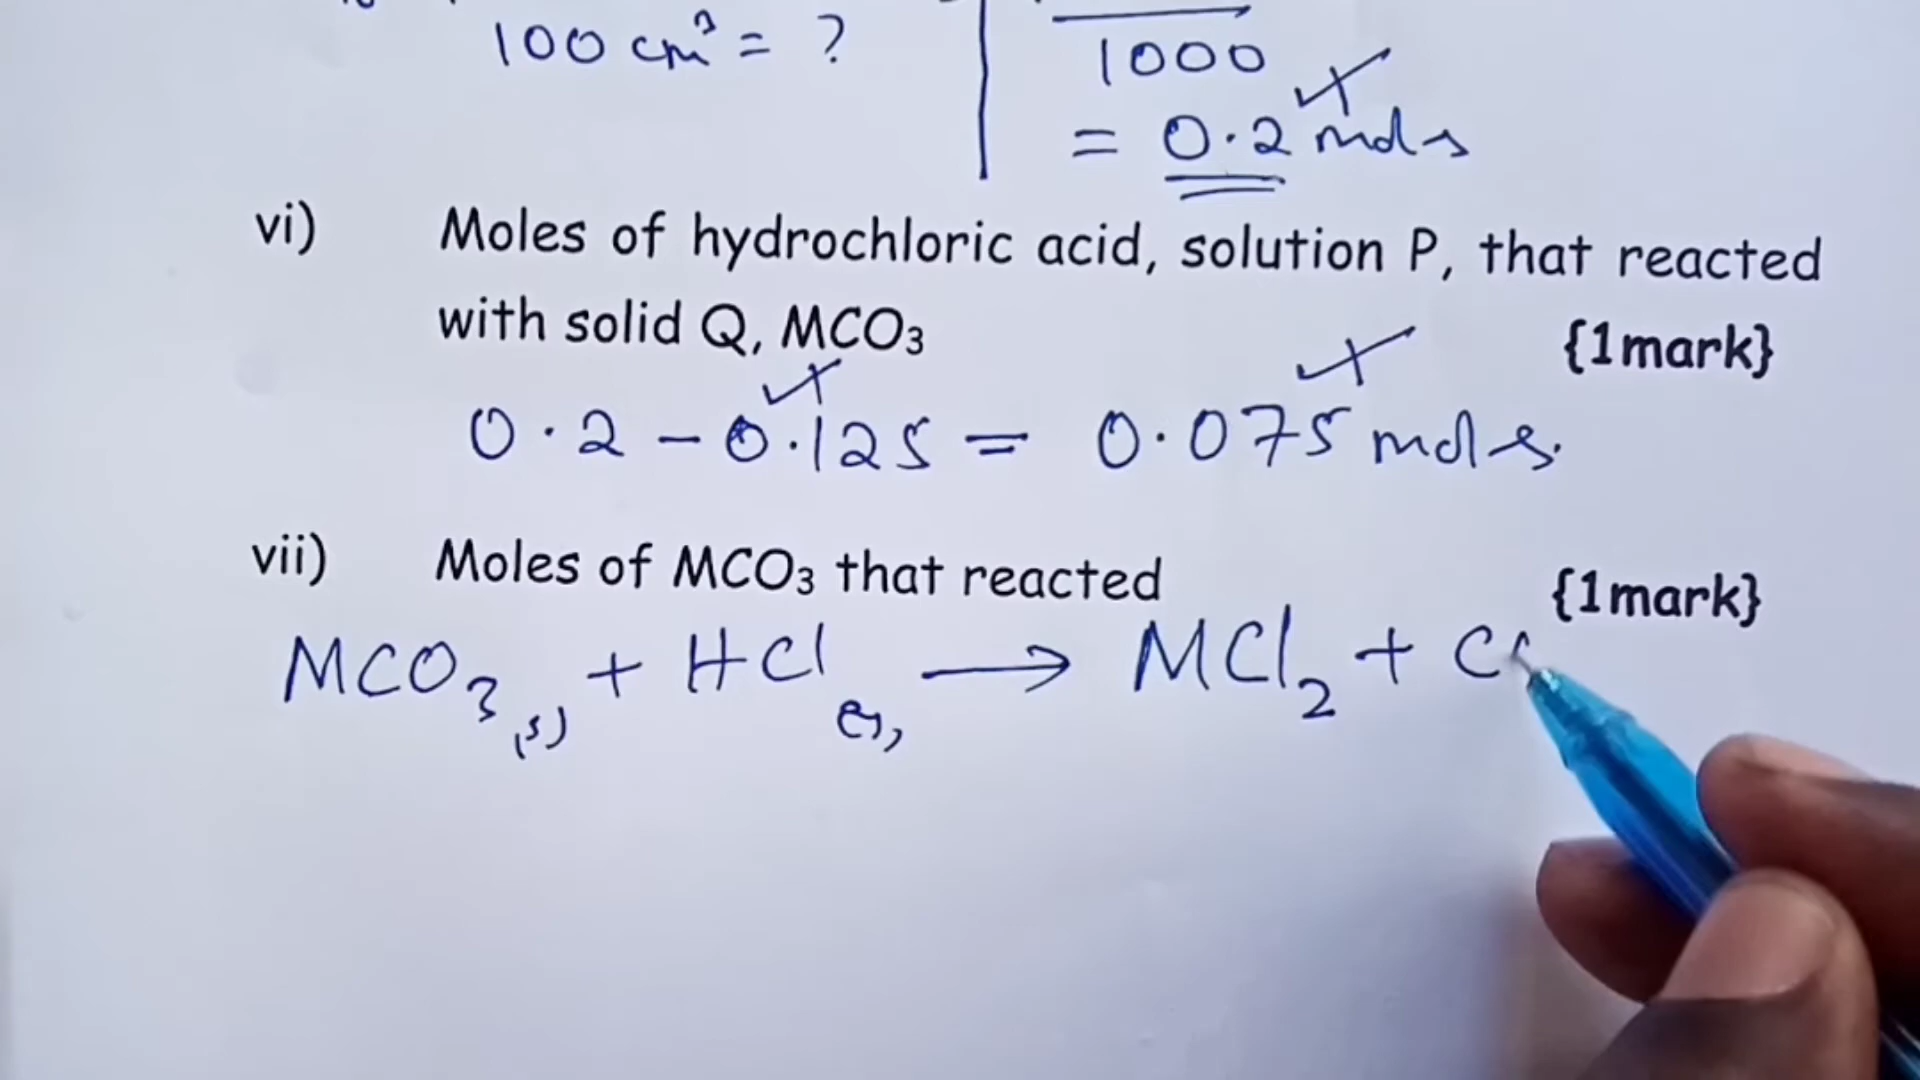 100 cm³ = ?
1000
= 0.2 mols
vi) Moles of hydrochloric acid, solution P, that reacted
with solid Q, MCO₃ {1mark}
0.2 - 0.125 = 0.075 mols.
vii) Moles of MCO₃ that reacted {1mark}
MCO₃(s) + HCl → MCl₂ + C